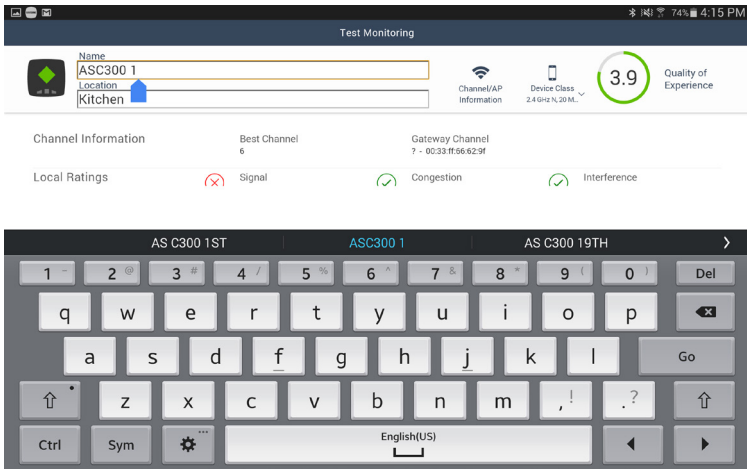 74% 4:15 PM
Test Monitoring
Name
ASC300 1
Location
Kitchen
Channel/AP
Information
Device Class
2.4 GHz N, 20 M...
3.9
Quality of
Experience
Channel Information
Best Channel
6
Gateway Channel
? - 00:33:ff:66:62:9f
Local Ratings
Signal
Congestion
Interference
AS C300 1ST
ASC300 1
AS C300 19TH
1 - 2 @ 3 # 4 / 5 % 6 ^ 7 & 8 * 9 ( 0 ) Del
q w e r t y u i o p
a s d f g h j k l Go
z x c v b n m , ! . ?
Ctrl Sym English(US)